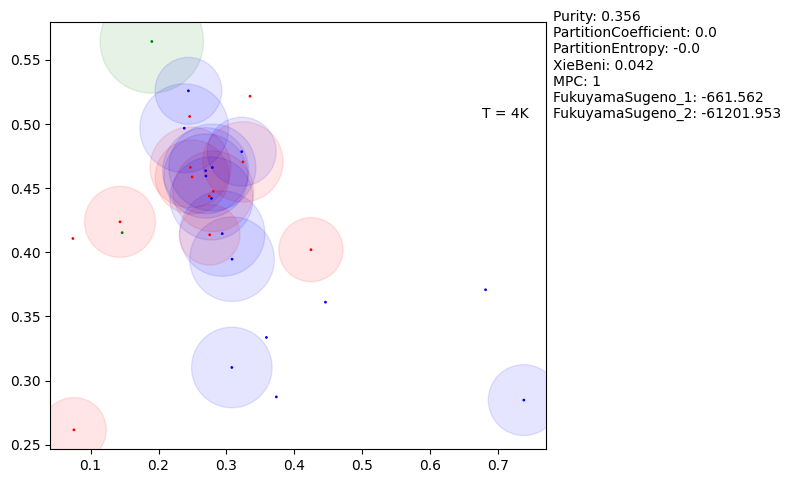 Purity: 0.356
PartitionCoefficient: 0.0
PartitionEntropy: -0.0
XieBeni: 0.042
MPC: 1
FukuyamaSugeno_1: -661.562
FukuyamaSugeno_2: -61201.953
T = 4K
0.55
0.50
0.45
0.40
0.35
0.30
0.25
0.1 0.2 0.3 0.4 0.5 0.6 0.7